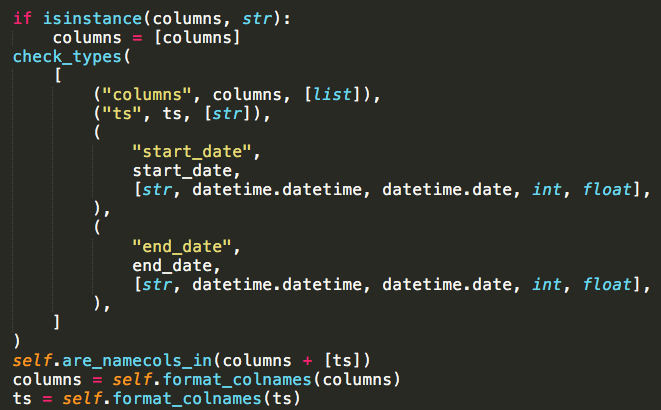 if isinstance(columns, str):
    columns = [columns]
check_types(
    [
        ("columns", columns, [list]),
        ("ts", ts, [str]),
        (
            "start_date",
            start_date,
            [str, datetime.datetime, datetime.date, int, float],
        ),
        (
            "end_date",
            end_date,
            [str, datetime.datetime, datetime.date, int, float],
        ),
    ]
)
self.are_namecols_in(columns + [ts])
columns = self.format_colnames(columns)
ts = self.format_colnames(ts)